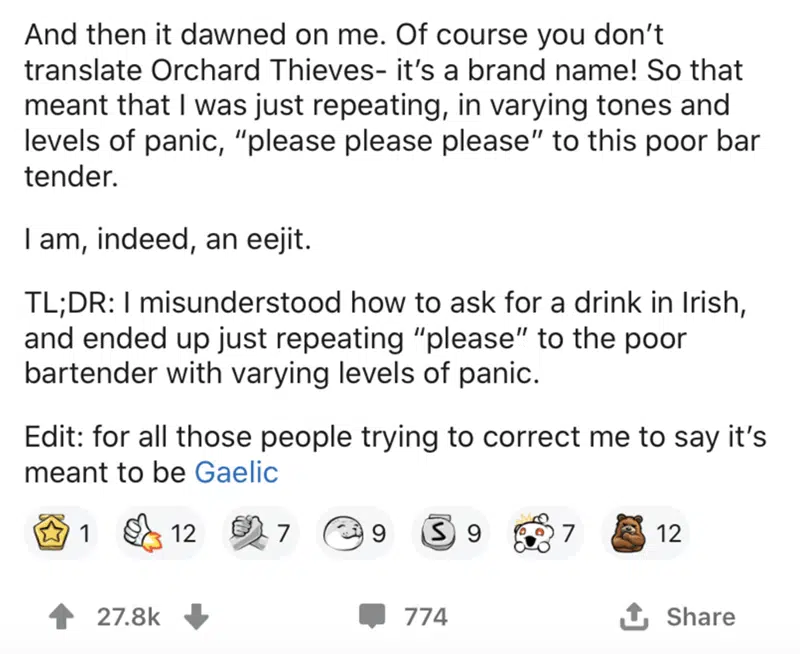 And then it dawned on me. Of course you don’t
translate Orchard Thieves- it’s a brand name! So that
meant that I was just repeating, in varying tones and
levels of panic, “please please please” to this poor bar
tender.
I am, indeed, an eejit.
TL;DR: I misunderstood how to ask for a drink in Irish,
and ended up just repeating “please” to the poor
bartender with varying levels of panic.
Edit: for all those people trying to correct me to say it’s
meant to be Gaelic
1 12 7 9 S 9 7 12
27.8k 774 Share